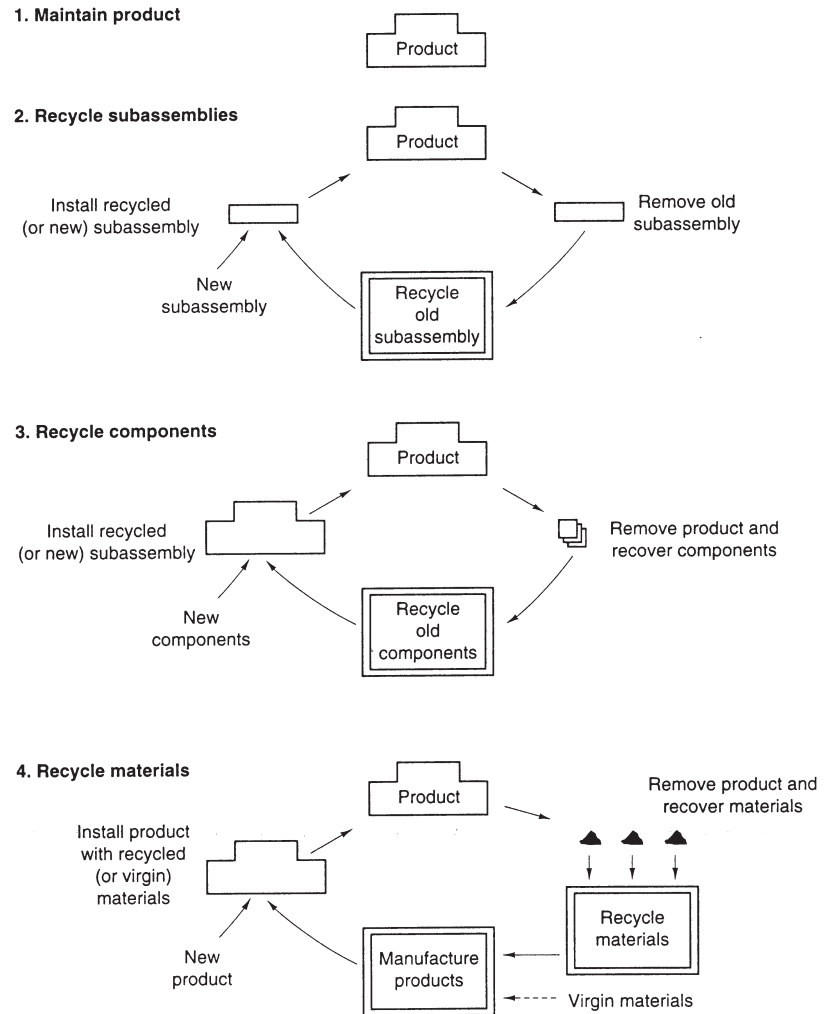 1. Maintain product
Product
2. Recycle subassemblies
Product
Install recycled
(or new) subassembly
Remove old
subassembly
New
subassembly
Recycle
old
subassembly
3. Recycle components
Product
Install recycled
(or new) subassembly
Remove product and
recover components
New
components
Recycle
old
components
4. Recycle materials
Product
Remove product and
recover materials
Install product
with recycled
(or virgin)
materials
Recycle
materials
New
product
Manufacture
products
Virgin materials